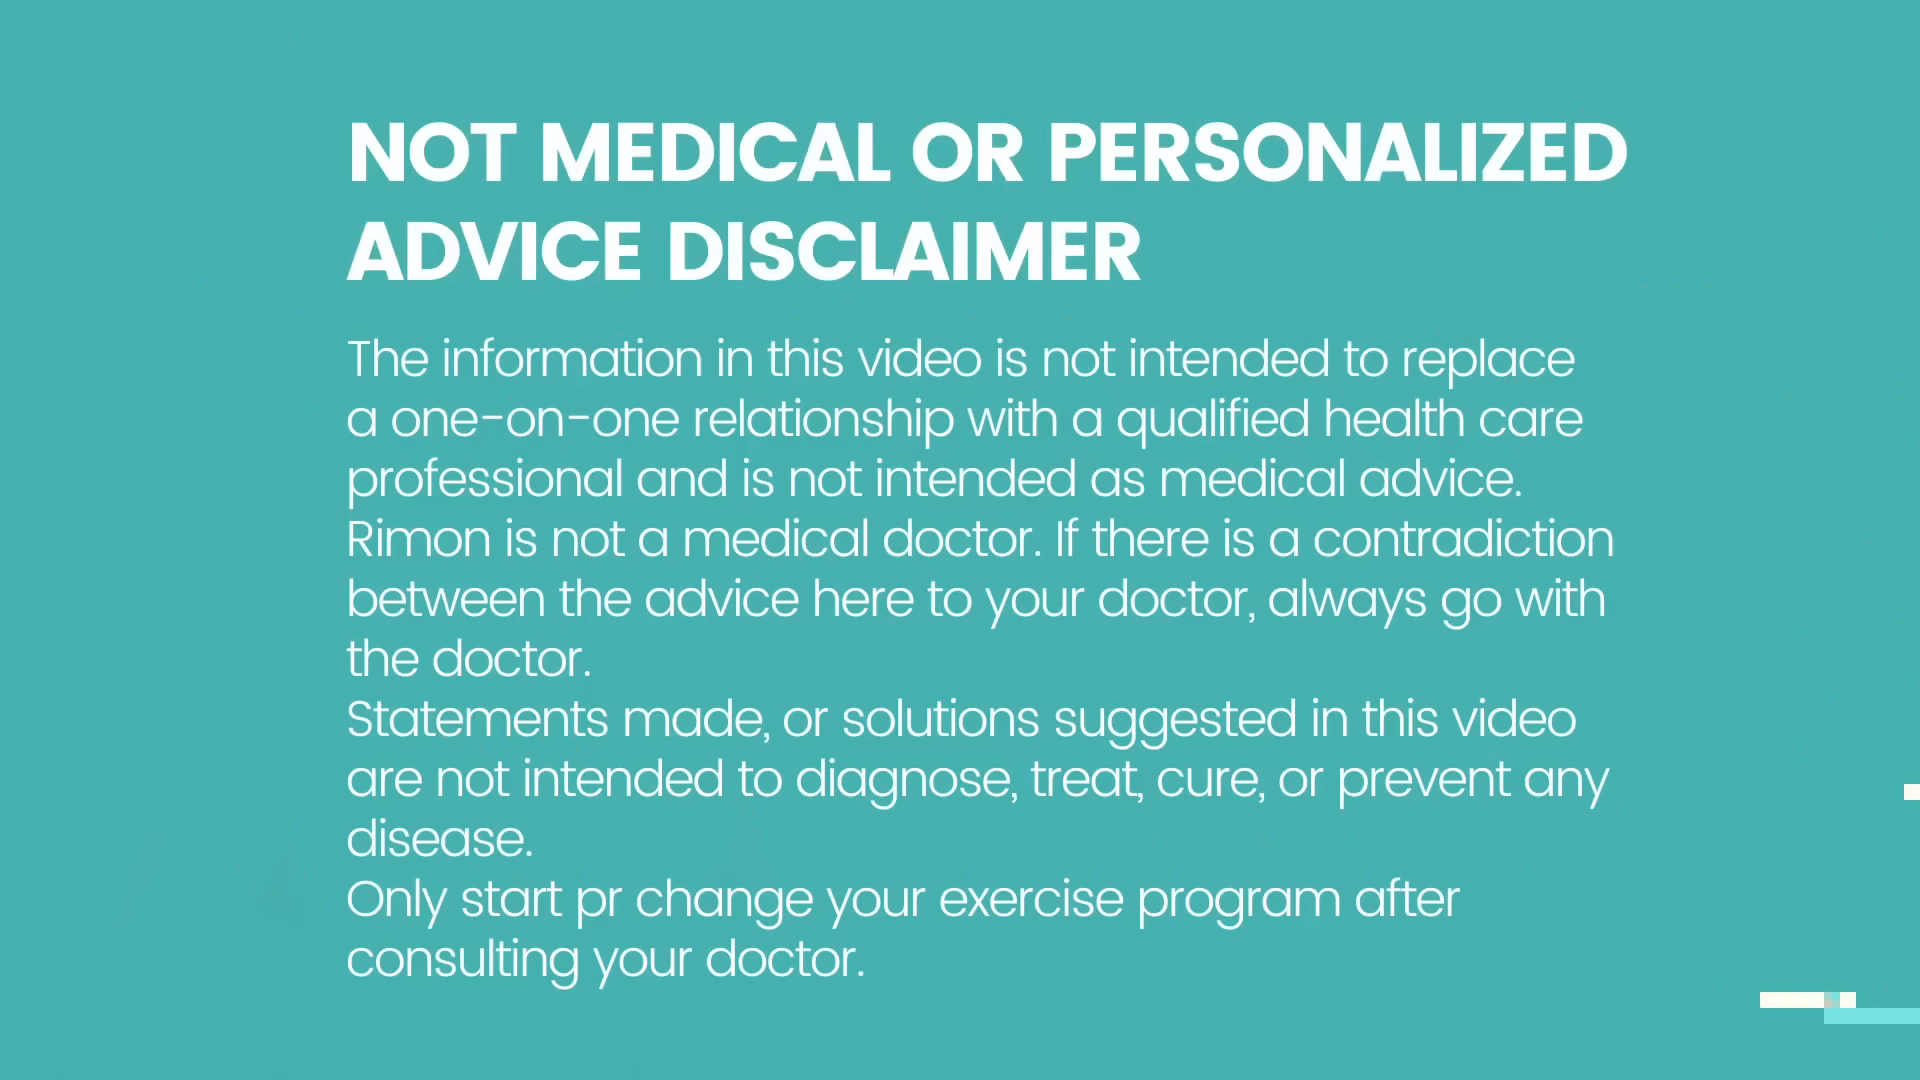 NOT MEDICAL OR PERSONALIZED
ADVICE DISCLAIMER
The information in this video is not intended to replace
a one-on-one relationship with a qualified health care
professional and is not intended as medical advice.
Rimon is not a medical doctor. If there is a contradiction
between the advice here to your doctor, always go with
the doctor.
Statements made, or solutions suggested in this video
are not intended to diagnose, treat, cure, or prevent any
disease.
Only start pr change your exercise program after
consulting your doctor.